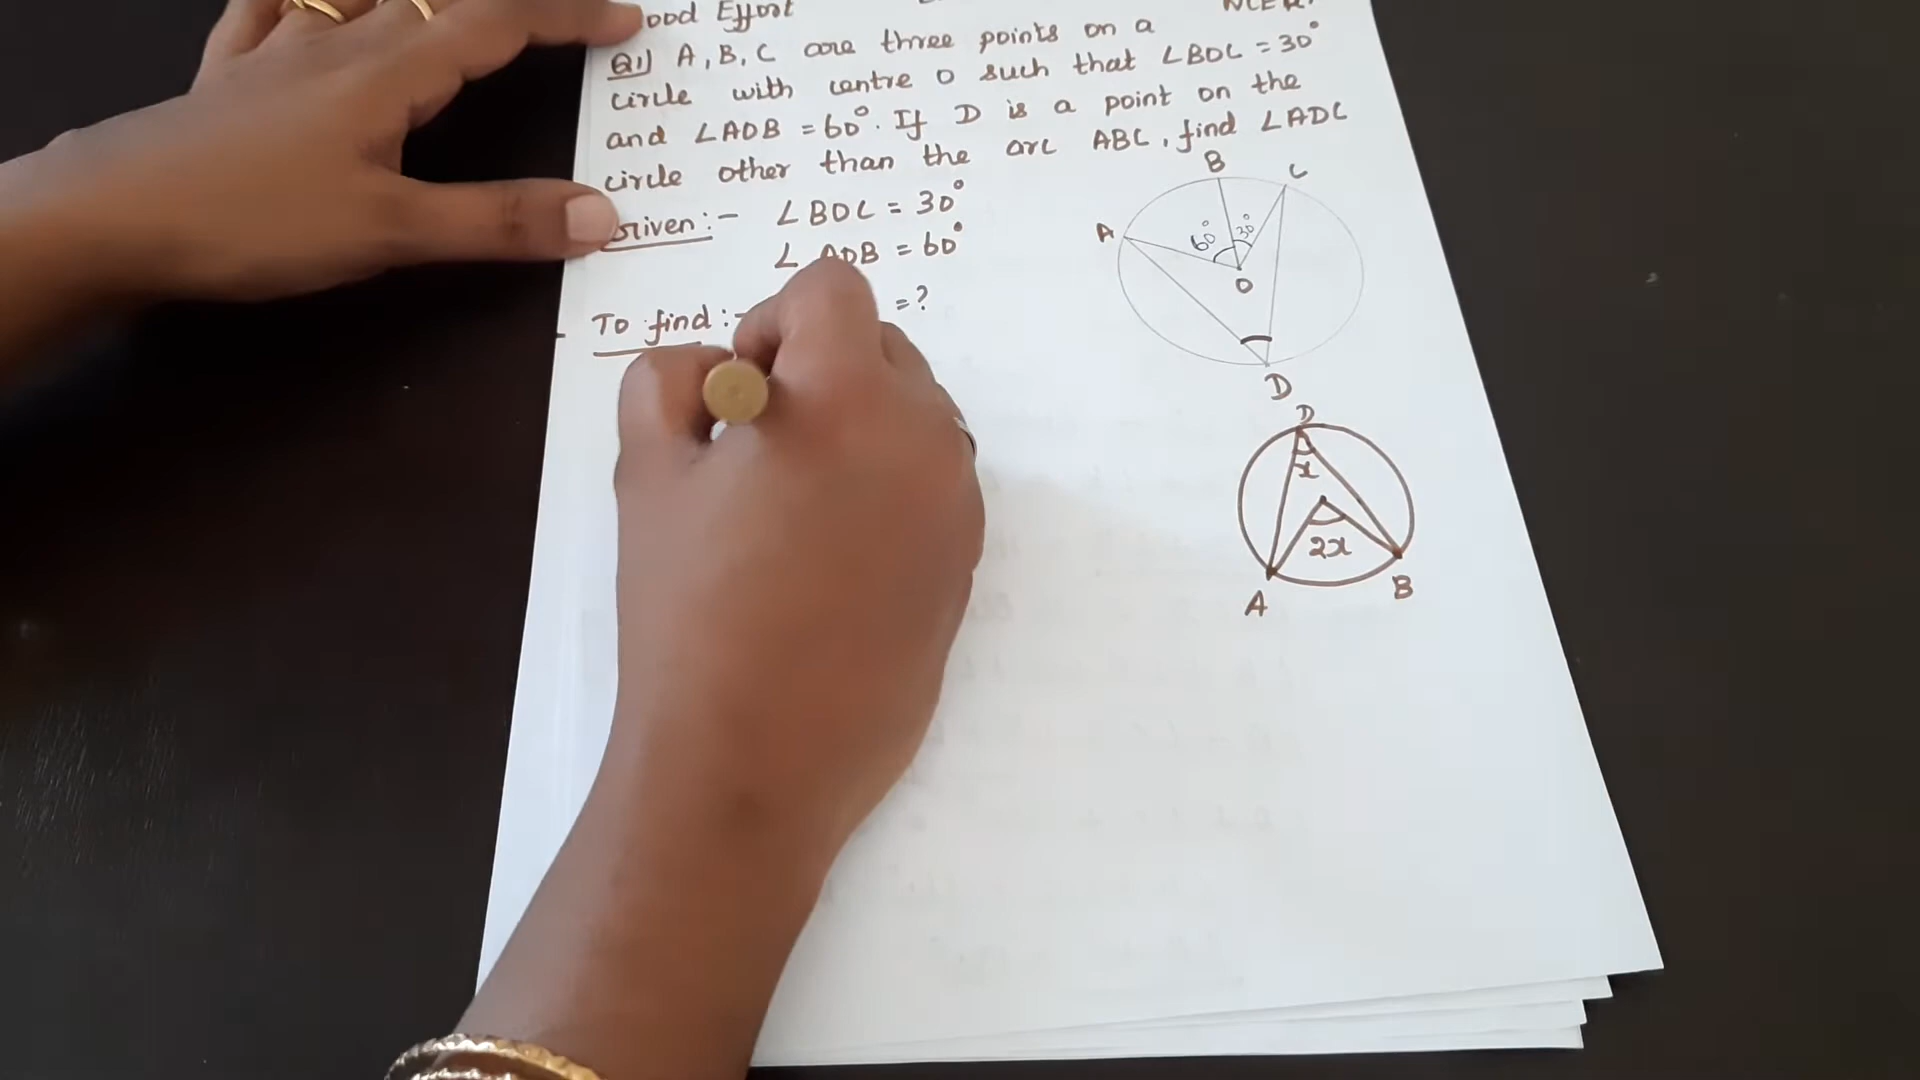 Effort
Q1) A, B, C are three points on a
circle with centre O such that ∠BOC = 30°
and ∠AOB = 60°. If D is a point on the
circle other than the arc ABC, find ∠ADC
Given:- ∠BOC = 30°
∠AOB = 60°
To find:- =?
B
C
A
60°
30°
O
D
D
x
2x
A
B